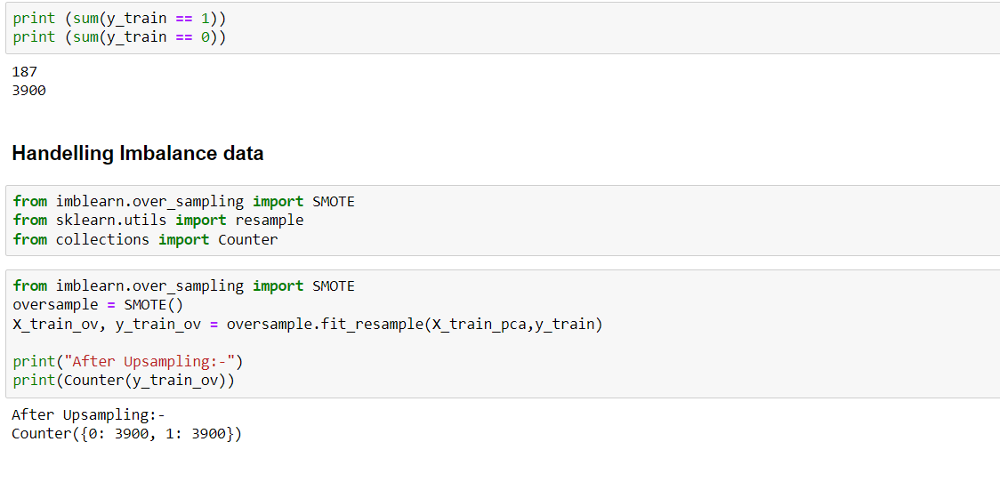 print (sum(y_train == 1))
print (sum(y_train == 0))
187
3900
Handelling Imbalance data
from imblearn.over_sampling import SMOTE
from sklearn.utils import resample
from collections import Counter
from imblearn.over_sampling import SMOTE
oversample = SMOTE()
X_train_ov, y_train_ov = oversample.fit_resample(X_train_pca,y_train)
print("After Upsampling:-")
print(Counter(y_train_ov))
After Upsampling:-
Counter({0: 3900, 1: 3900})